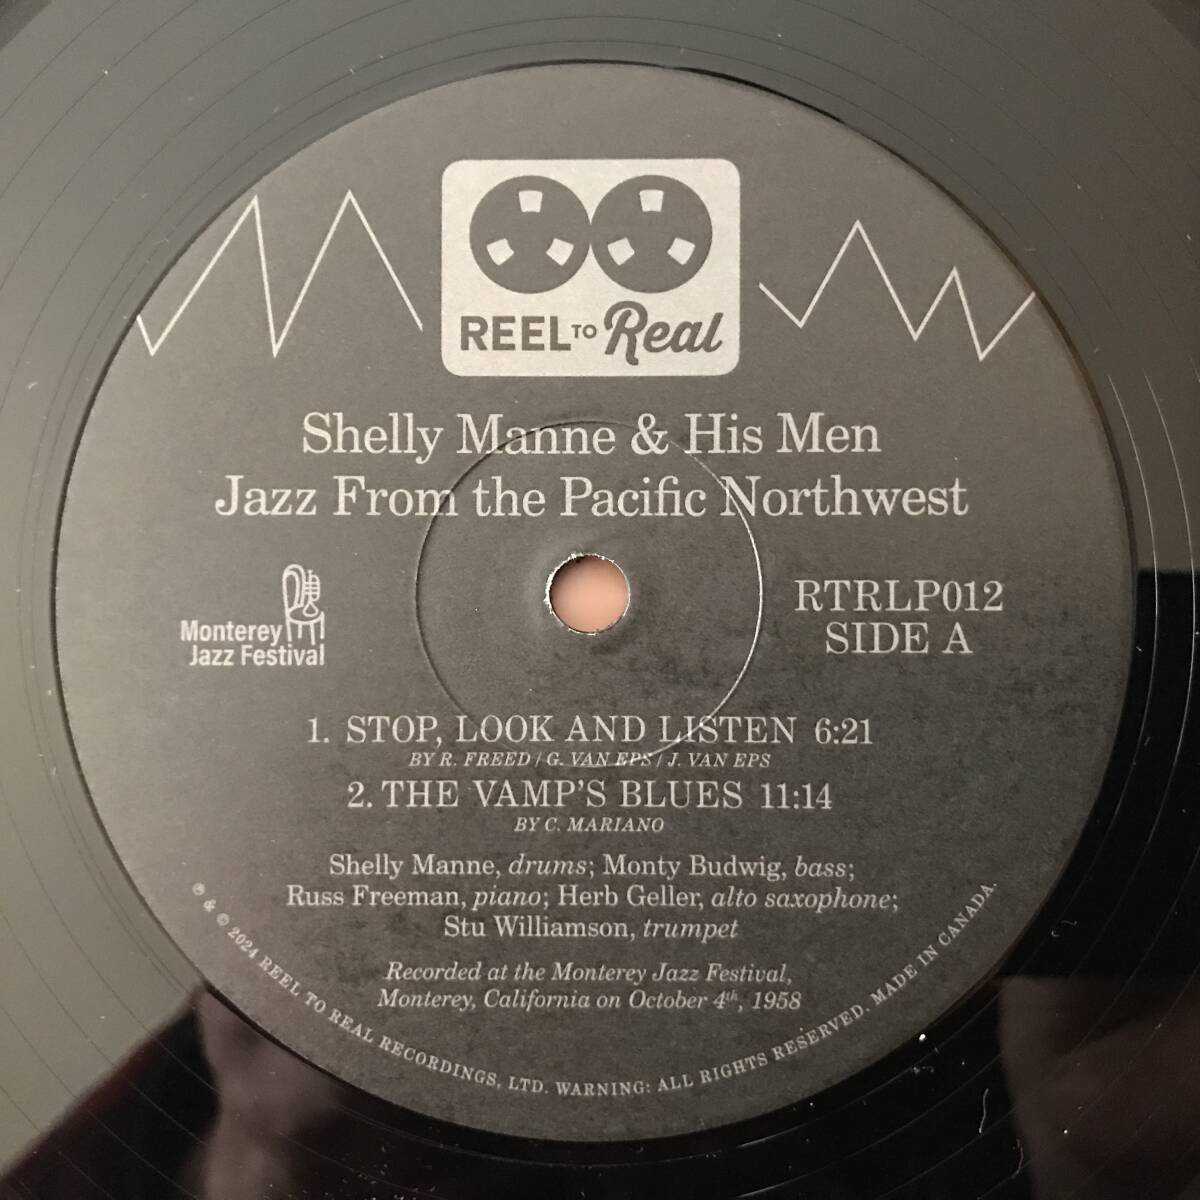 REEL TO Real
Shelly Manne & His Men
Jazz From the Pacific Northwest
Monterey
Jazz Festival
RTRLP012
SIDE A
1. STOP, LOOK AND LISTEN 6:21
BY R. FREED / G. VAN EPS / J. VAN EPS
2. THE VAMP'S BLUES 11:14
BY C. MARIANO
Shelly Manne, drums; Monty Budwig, bass;
Russ Freeman, piano; Herb Geller, alto saxophone;
Stu Williamson, trumpet
Recorded at the Monterey Jazz Festival,
Monterey, California on October 4th, 1958
℗ & © 2024 REEL TO REAL RECORDINGS, LTD. WARNING: ALL RIGHTS RESERVED. MADE IN CANADA.